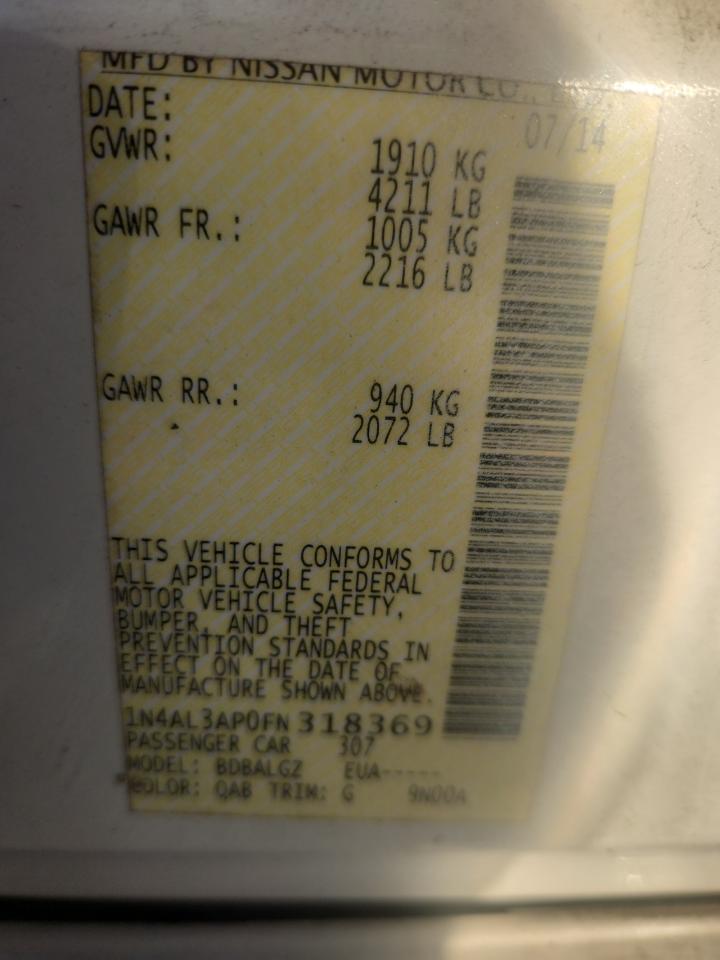 MFD BY NISSAN MOTOR CO., LTD.
DATE: 07/14
GVWR: 1910 KG
4211 LB
GAWR FR.: 1005 KG
2216 LB
GAWR RR.: 940 KG
2072 LB
THIS VEHICLE CONFORMS TO
ALL APPLICABLE FEDERAL
MOTOR VEHICLE SAFETY,
BUMPER, AND THEFT
PREVENTION STANDARDS IN
EFFECT ON THE DATE OF
MANUFACTURE SHOWN ABOVE.
1N4AL3AP0FN318369
PASSENGER CAR 307
MODEL: BDBALGZ EUA-----
COLOR: QAB TRIM: G 9N00A